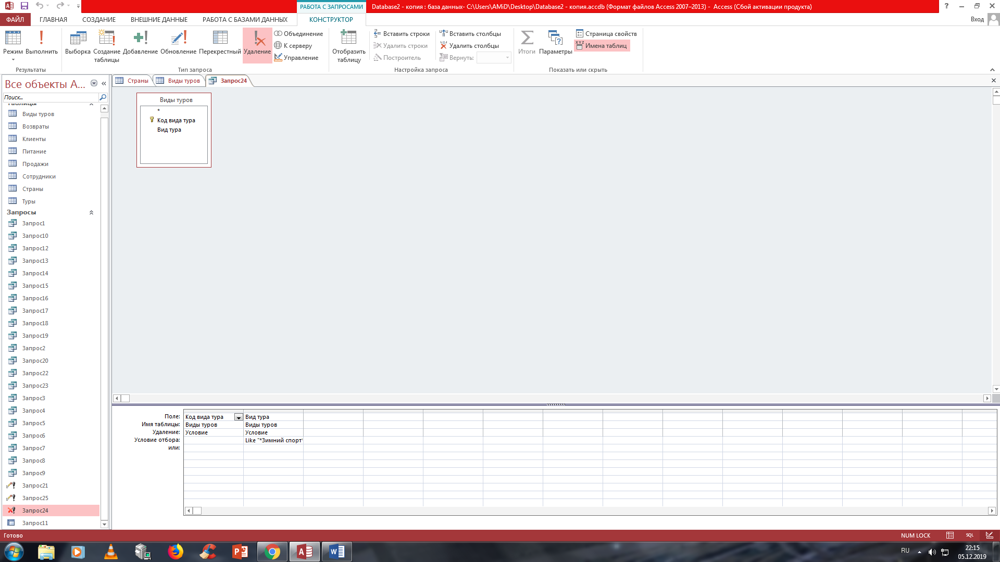 РАБОТА С ЗАПРОСАМИ
Database2 - копия : база данных- C:\Users\AMiD\Desktop\Database2 - копия.accdb (Формат файлов Access 2007–2013) - Access (Сбой активации продукта)
ФАЙЛ ГЛАВНАЯ СОЗДАНИЕ ВНЕШНИЕ ДАННЫЕ РАБОТА С БАЗАМИ ДАННЫХ КОНСТРУКТОР
Вход
Режим
Выполнить
Результаты
Выборка
Создание таблицы
Добавление
Обновление
Перекрестный
Удаление
Объединение
К серверу
Управление
Тип запроса
Отобразить таблицу
Вставить строки
Удалить строки
Построитель
Вставить столбцы
Удалить столбцы
Вернуть:
Настройка запроса
Итоги
Параметры
Страница свойств
Имена таблиц
Показать или скрыть
Все объекты A...
Поиск...
Таблицы
Виды туров
Возвраты
Клиенты
Питание
Продажи
Сотрудники
Страны
Туры
Запросы
Запрос1
Запрос10
Запрос12
Запрос13
Запрос14
Запрос15
Запрос16
Запрос17
Запрос18
Запрос19
Запрос2
Запрос20
Запрос22
Запрос23
Запрос3
Запрос4
Запрос5
Запрос6
Запрос7
Запрос8
Запрос9
Запрос21
Запрос25
Запрос24
Запрос11
Страны
Виды туров
Запрос24
Виды туров
*
Код вида тура
Вид тура
Поле: Код вида тура Вид тура
Имя таблицы: Виды туров Виды туров
Удаление: Условие Условие
Условие отбора: Like "*Зимний спорт*
или:
Готово
NUM LOCK
SQL
RU
22:15
05.12.2019